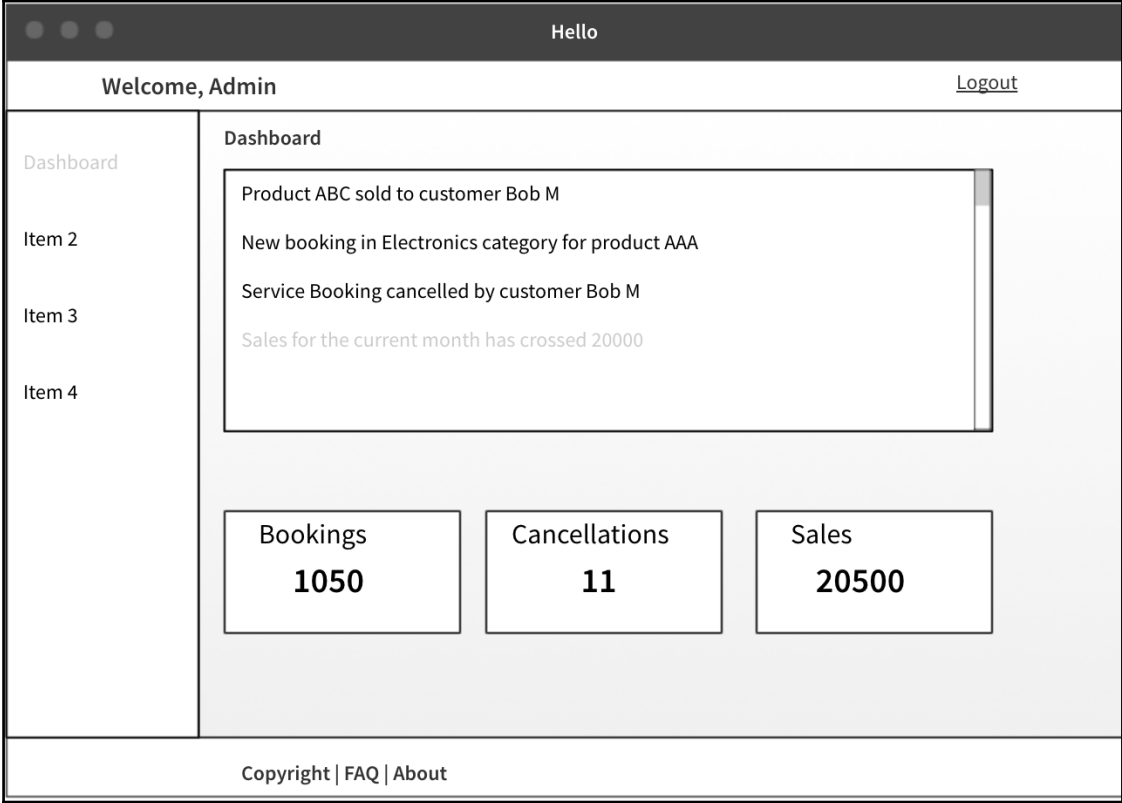 Hello
Welcome, Admin
Logout
Dashboard
Item 2
Item 3
Item 4
Dashboard
Product ABC sold to customer Bob M
New booking in Electronics category for product AAA
Service Booking cancelled by customer Bob M
Sales for the current month has crossed 20000
Bookings
1050
Cancellations
11
Sales
20500
Copyright | FAQ | About